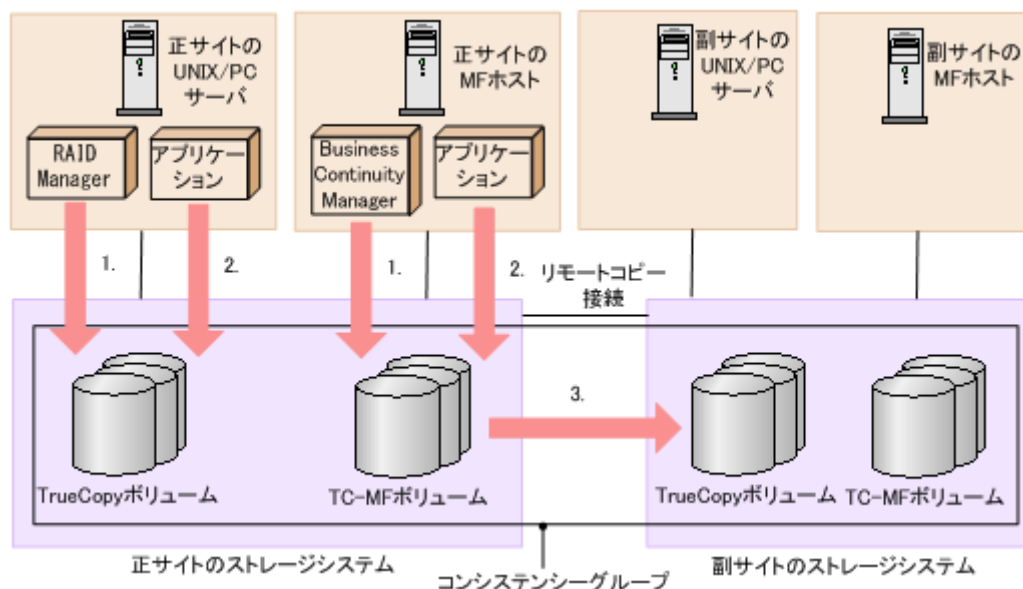 正サイトの
UNIX/PC
サーバ
正サイトの
MFホスト
副サイトの
UNIX/PC
サーバ
副サイトの
MFホスト
RAID
Manager
アプリケー
ション
Business
Continuity
Manager
アプリケー
ション
1.
2.
1.
2.
リモートコピー
接続
3.
TrueCopyボリューム
TC-MFボリューム
TrueCopyボリューム
TC-MFボリューム
正サイトのストレージシステム
コンシステンシーグループ
副サイトのストレージシステム